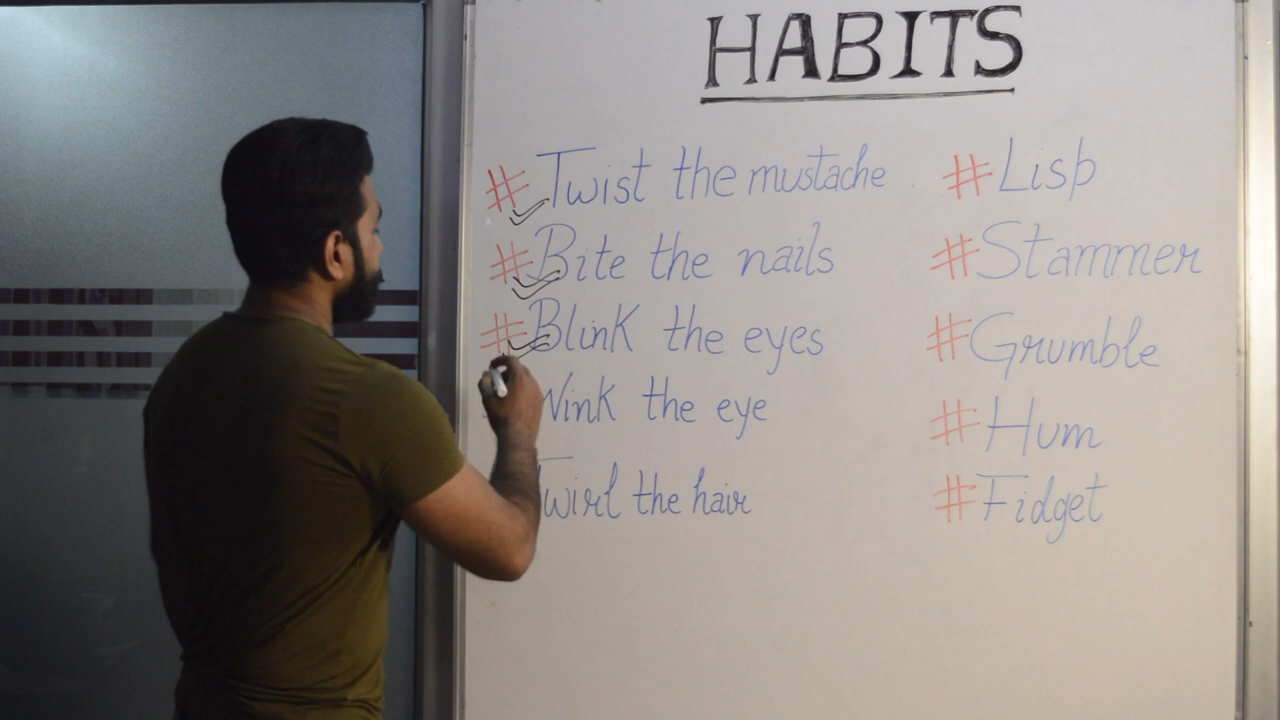 HABITS
# Twist the mustache
# Bite the nails
# Blink the eyes
Wink the eye
Twirl the hair
# Lisp
# Stammer
# Grumble
# Hum
# Fidget